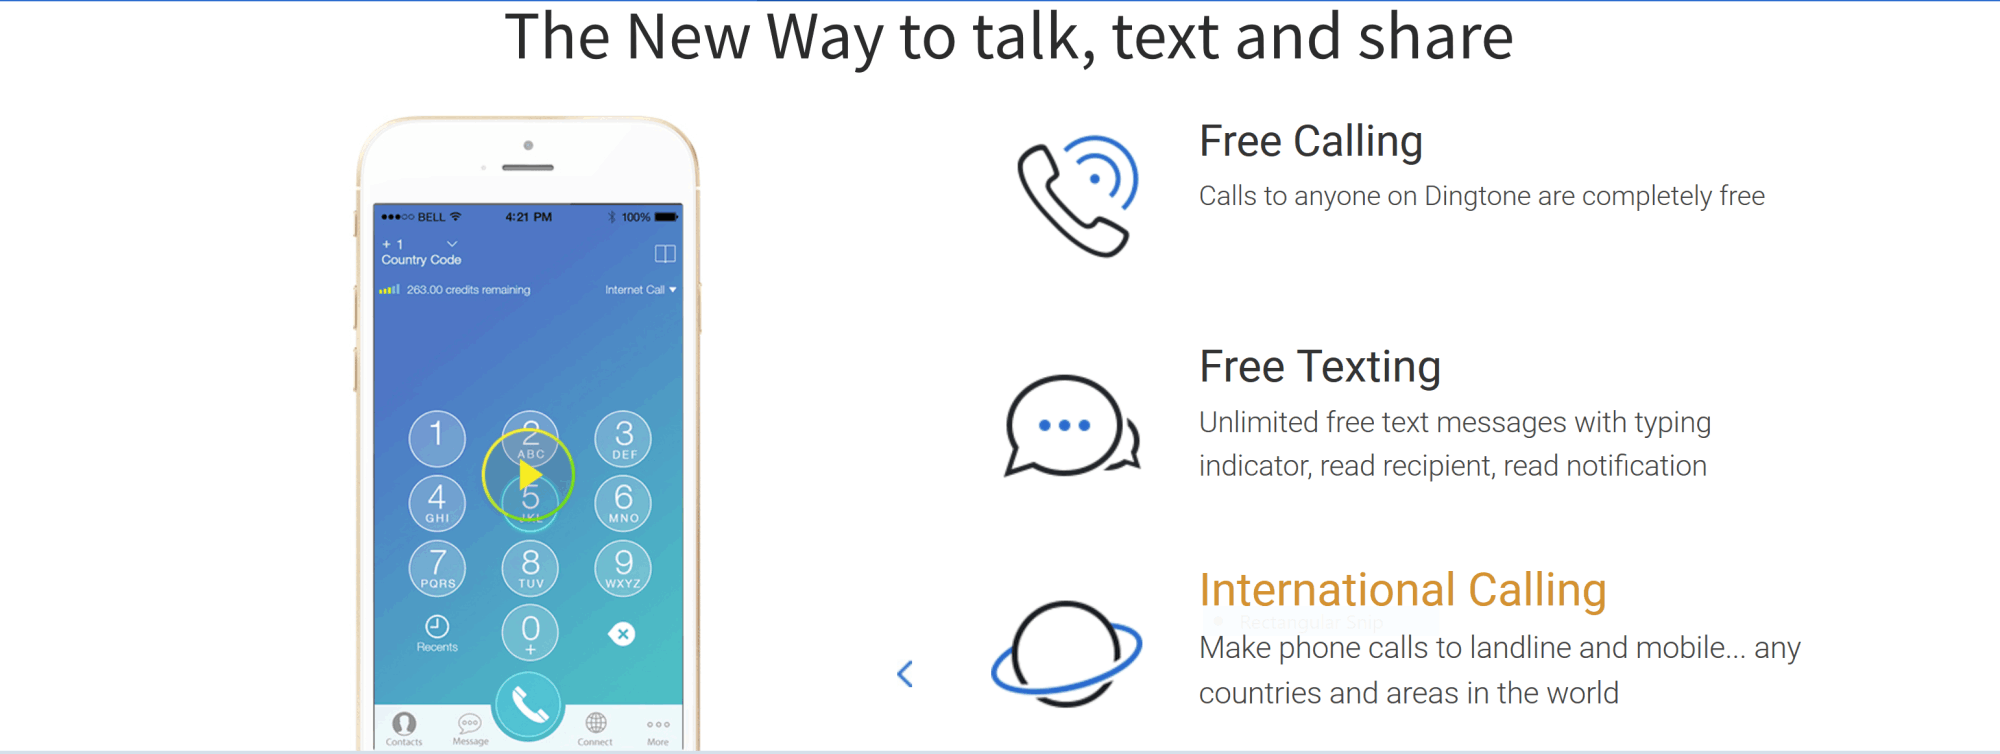 The New Way to talk, text and share
BELL 4:21 PM 100%
+ 1
Country Code
263.00 credits remaining Internet Call
1 2 ABC 3 DEF
4 GHI 5 JKL 6 MNO
7 PQRS 8 TUV 9 WXYZ
Recents 0 +
Contacts Message Connect More
Free Calling
Calls to anyone on Dingtone are completely free
Free Texting
Unlimited free text messages with typing
indicator, read recipient, read notification
International Calling
Rectangular Snip
Make phone calls to landline and mobile... any
countries and areas in the world